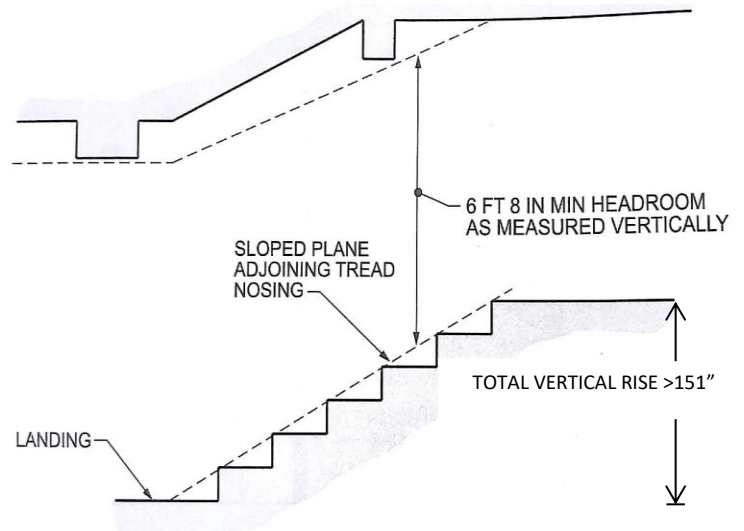 6 FT 8 IN MIN HEADROOM
AS MEASURED VERTICALLY
SLOPED PLANE
ADJOINING TREAD
NOSING
TOTAL VERTICAL RISE >151”
LANDING